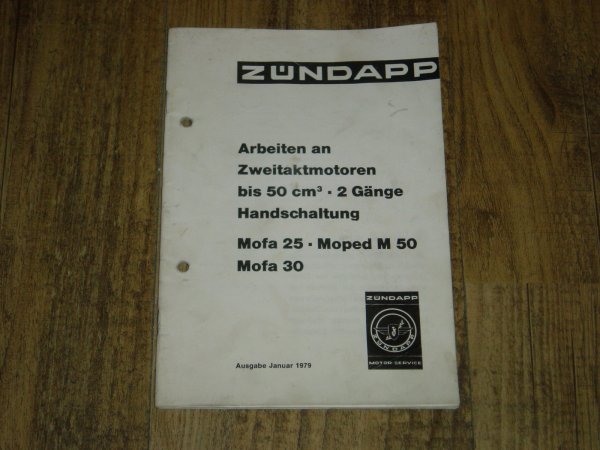 ZÜNDAPP
Arbeiten an
Zweitaktmotoren
bis 50 cm³ · 2 Gänge
Handschaltung
Mofa 25 · Moped M 50
Mofa 30
ZÜNDAPP
ZÜNDAPP
MOTOR SERVICE
Ausgabe Januar 1979